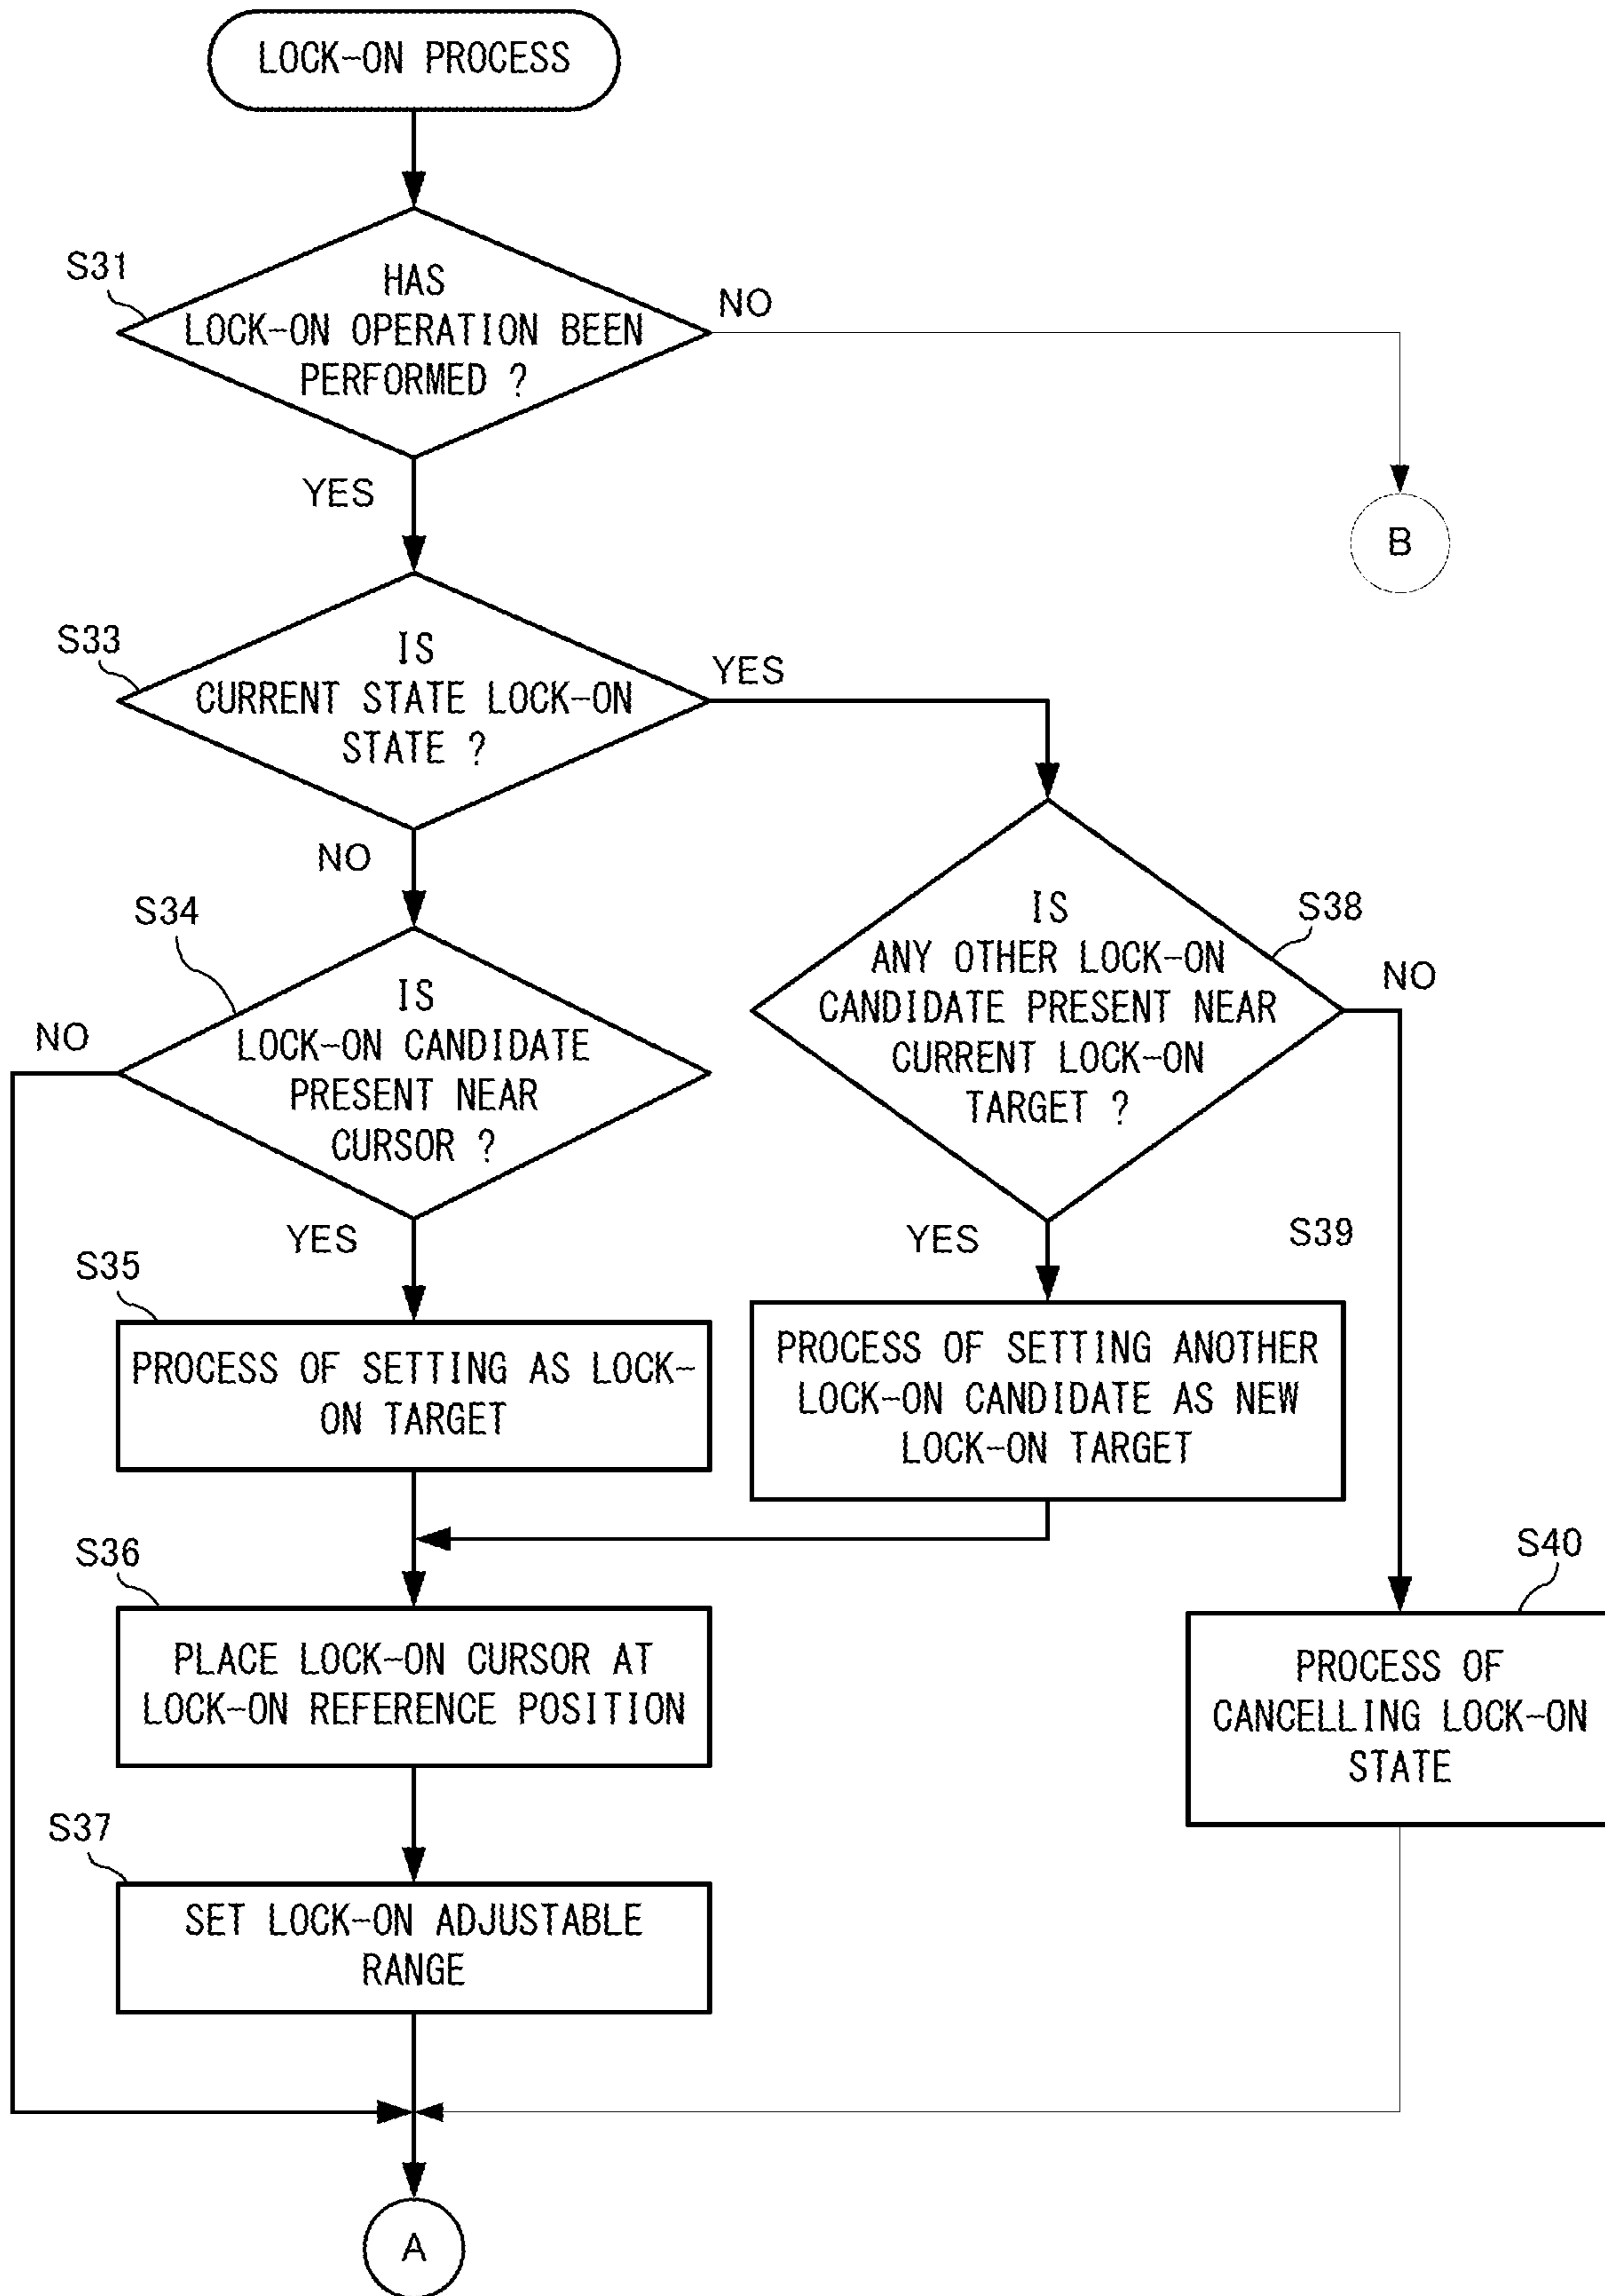 LOCK-ON PROCESS
S31
HAS
LOCK-ON OPERATION BEEN
PERFORMED ?
NO
YES
B
S33
IS
CURRENT STATE LOCK-ON
STATE ?
YES
NO
S34
IS
LOCK-ON CANDIDATE
PRESENT NEAR
CURSOR ?
NO
YES
S38
IS
ANY OTHER LOCK-ON
CANDIDATE PRESENT NEAR
CURRENT LOCK-ON
TARGET ?
NO
YES
S35
PROCESS OF SETTING AS LOCK-
ON TARGET
S39
PROCESS OF SETTING ANOTHER
LOCK-ON CANDIDATE AS NEW
LOCK-ON TARGET
S36
PLACE LOCK-ON CURSOR AT
LOCK-ON REFERENCE POSITION
S40
PROCESS OF
CANCELLING LOCK-ON
STATE
S37
SET LOCK-ON ADJUSTABLE
RANGE
A